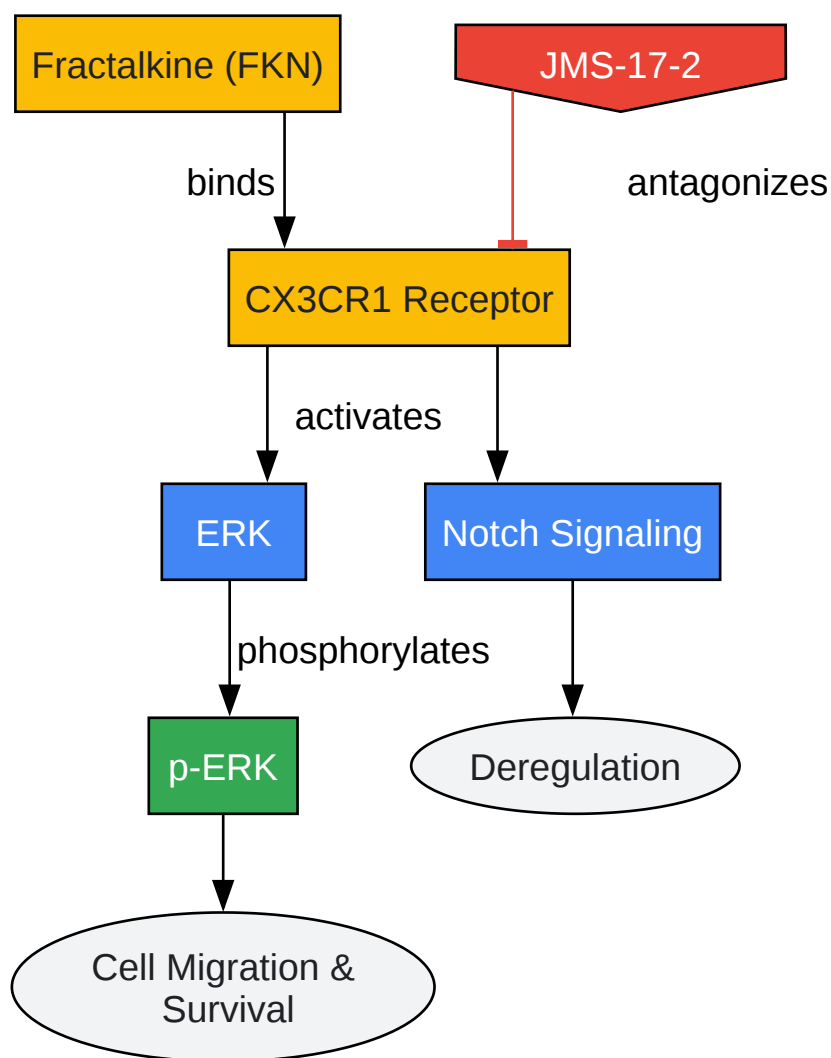 Fractalkine (FKN)
JMS-17-2
binds
antagonizes
CX3CR1 Receptor
activates
ERK
Notch Signaling
phosphorylates
p-ERK
Deregulation
Cell Migration &
Survival